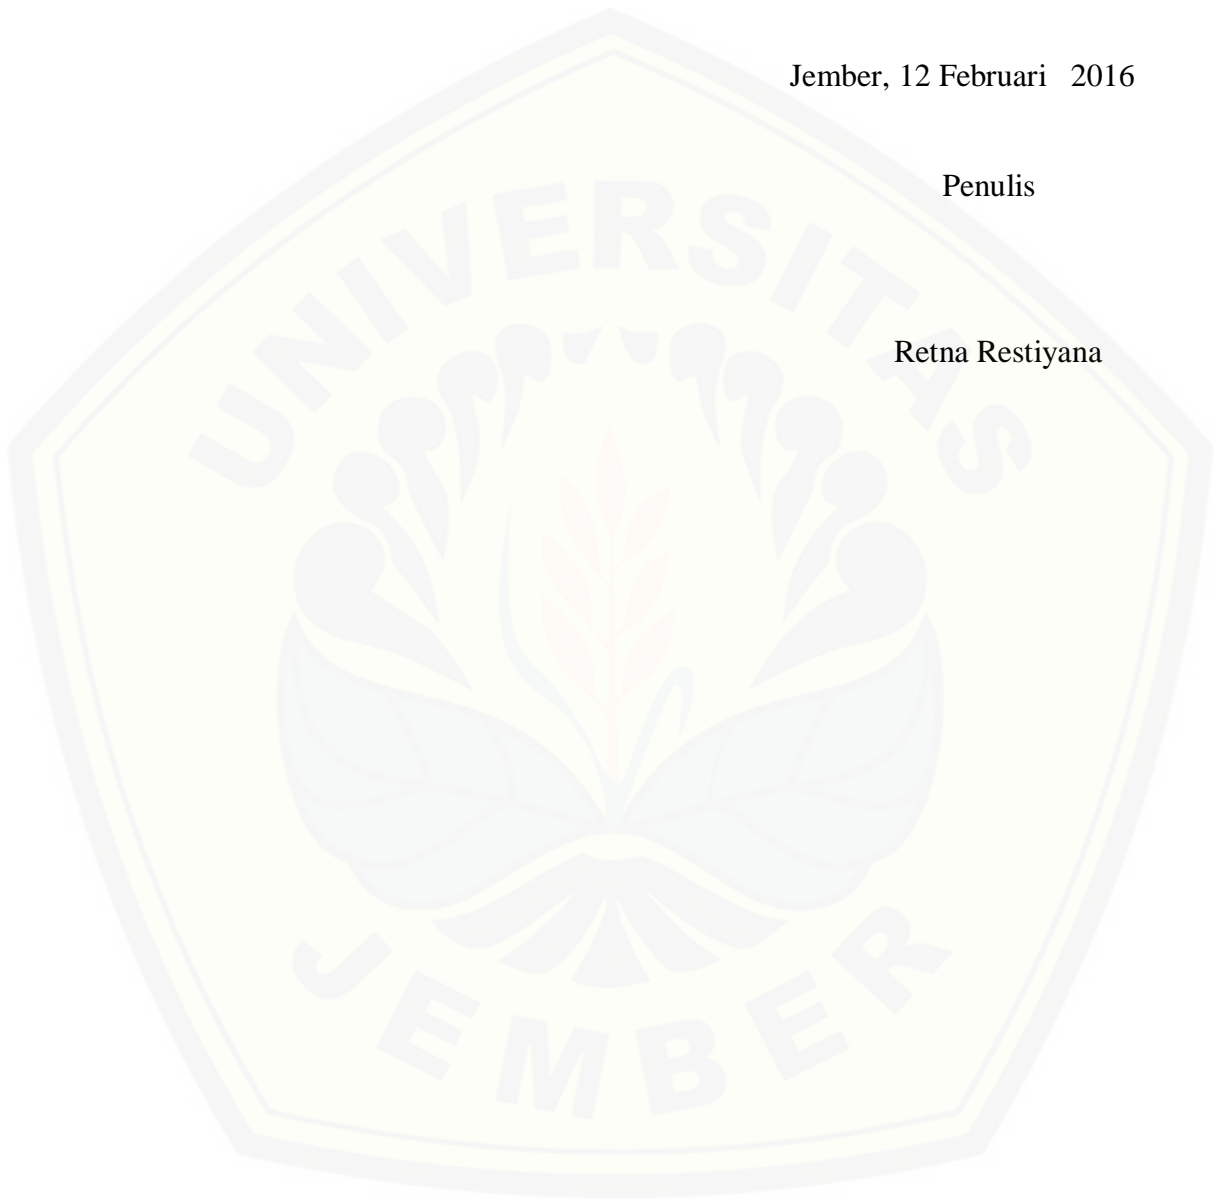 Jember, 12 Februari 2016
Penulis
Retna Restiyana
UNIVERSITAS
JEMBER